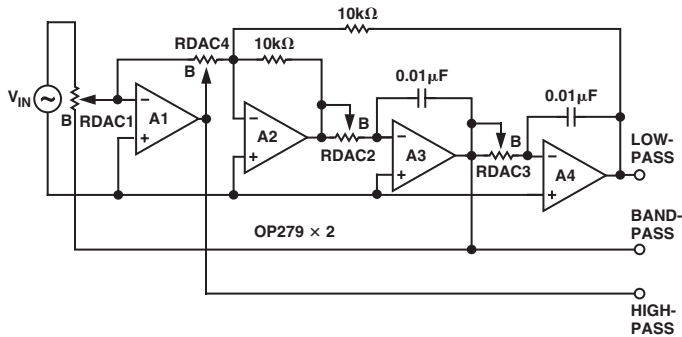 10kΩ
RDAC4
10kΩ
B
0.01μF
0.01μF
VIN
B
RDAC1
A1
A2
B
RDAC2
A3
B
RDAC3
A4
LOW-
PASS
OP279 × 2
BAND-
PASS
HIGH-
PASS
−
+
−
+
−
+
−
+
~